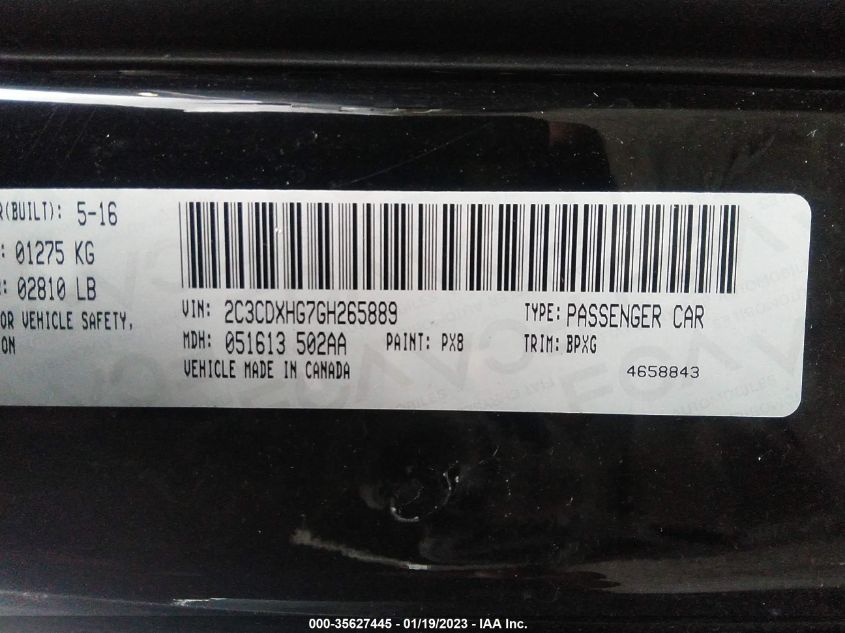 R(BUILT): 5-16
: 01275 KG
: 02810 LB
OR VEHICLE SAFETY,
ON
VIN: 2C3CDXHG7GH265889 TYPE: PASSENGER CAR
MDH: 051613 502AA PAINT: PX8 TRIM: BPXG
VEHICLE MADE IN CANADA 4658843
000-35627445 - 01/19/2023 - IAA Inc.